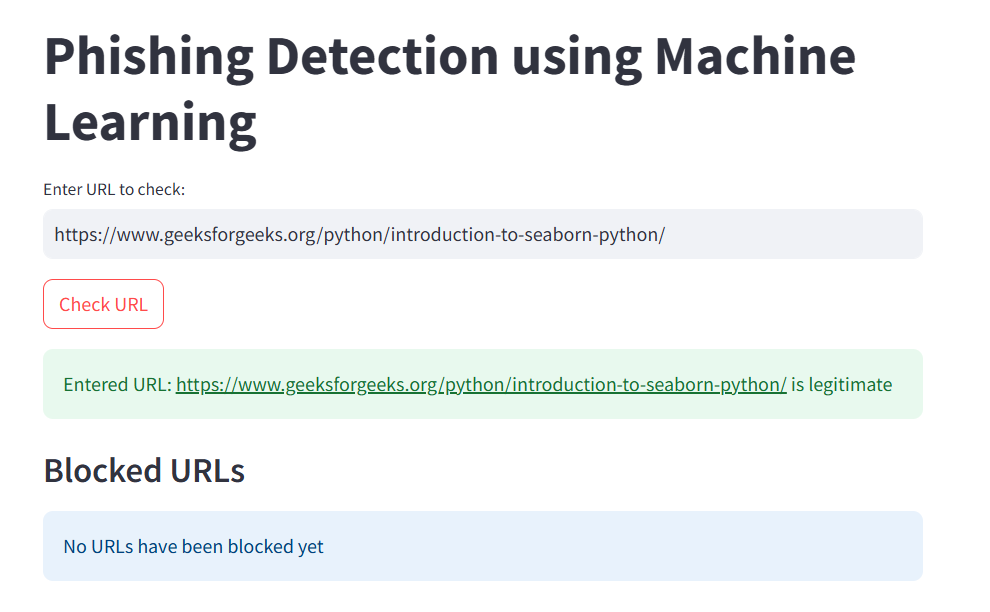 Phishing Detection using Machine
Learning
Enter URL to check:
https://www.geeksforgeeks.org/python/introduction-to-seaborn-python/
Check URL
Entered URL: https://www.geeksforgeeks.org/python/introduction-to-seaborn-python/ is legitimate
Blocked URLs
No URLs have been blocked yet